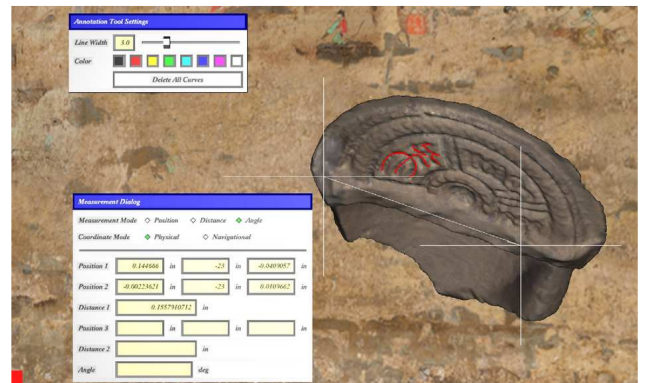 Annotation Tool Settings
Line Width 3.0
Color
Delete All Curves
Measurement Dialog
Measurement Mode Position Distance Angle
Coordinate Mode Physical Navigational
Position 1 0.144666 in -23 in -0.0409057 in
Position 2 -0.00223621 in -23 in 0.0109662 in
Distance 1 0.1557910712 in
Position 3 in in in
Distance 2 in
Angle deg